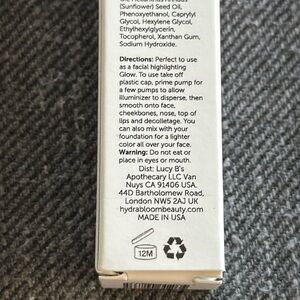 (Sunflower) Seed Oil,
Phenoxyethanol, Caprylyl
Glycol, Hexylene Glycol,
Ethylhexylglycerin,
Tocopherol, Xanthan Gum,
Sodium Hydroxide.
Directions: Perfect to use
as a facial highlighting
Glow. To use take off
plastic cap, prime pump for
a few pumps to allow
illuminizer to disperse, then
smooth onto face,
cheekbones, nose, top of
lips and decolletage. You
can also mix with your
foundation for a lighter
color all over your face.
Warning: Do not eat or
place in eyes or mouth.
Dist: Lucy B's
Apothecary LLC Van
Nuys CA 91406 USA.
44D Bartholomew Road,
London NW5 2AJ UK
hydrabloombeauty.com
MADE IN USA
12M